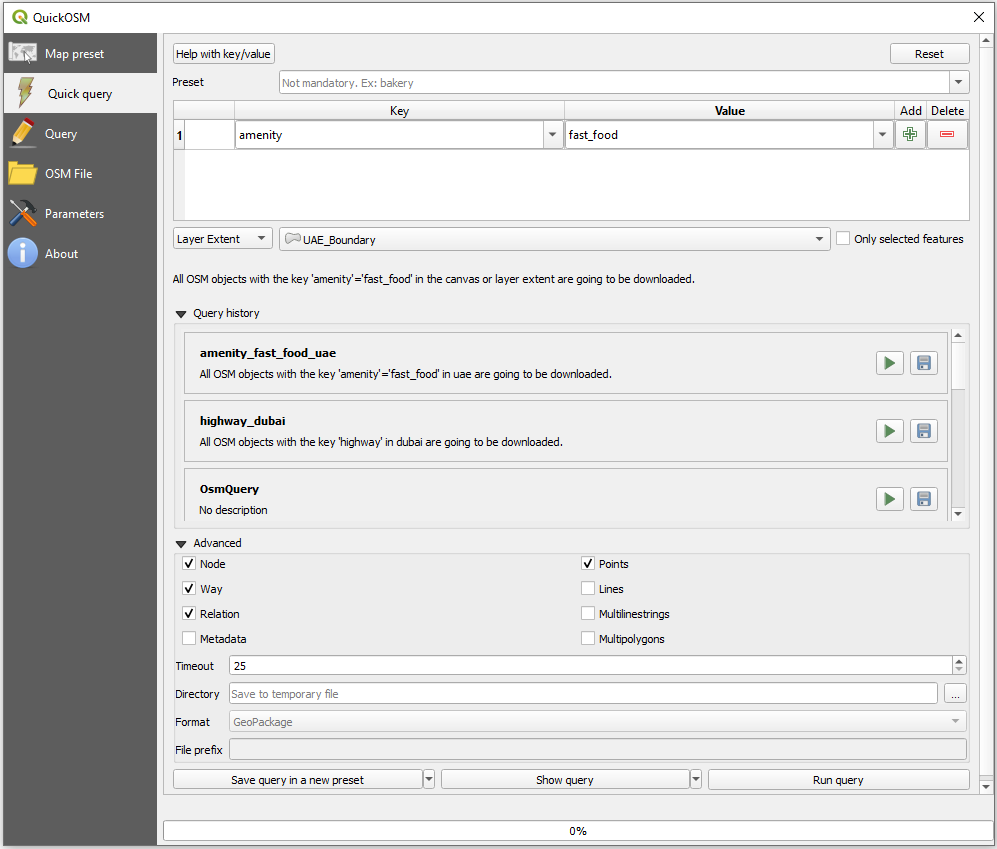 QuickOSM
Map preset
Quick query
Query
OSM File
Parameters
About
Help with key/value
Reset
Preset
Not mandatory. Ex: bakery
Key Value Add Delete
1 amenity fast_food
Layer Extent UAE_Boundary Only selected features
All OSM objects with the key 'amenity'='fast_food' in the canvas or layer extent are going to be downloaded.
Query history
amenity_fast_food_uae
All OSM objects with the key 'amenity'='fast_food' in uae are going to be downloaded.
highway_dubai
All OSM objects with the key 'highway' in dubai are going to be downloaded.
OsmQuery
No description
Advanced
Node Points
Way Lines
Relation Multilinestrings
Metadata Multipolygons
Timeout 25
Directory Save to temporary file ...
Format GeoPackage
File prefix
Save query in a new preset Show query Run query
0%